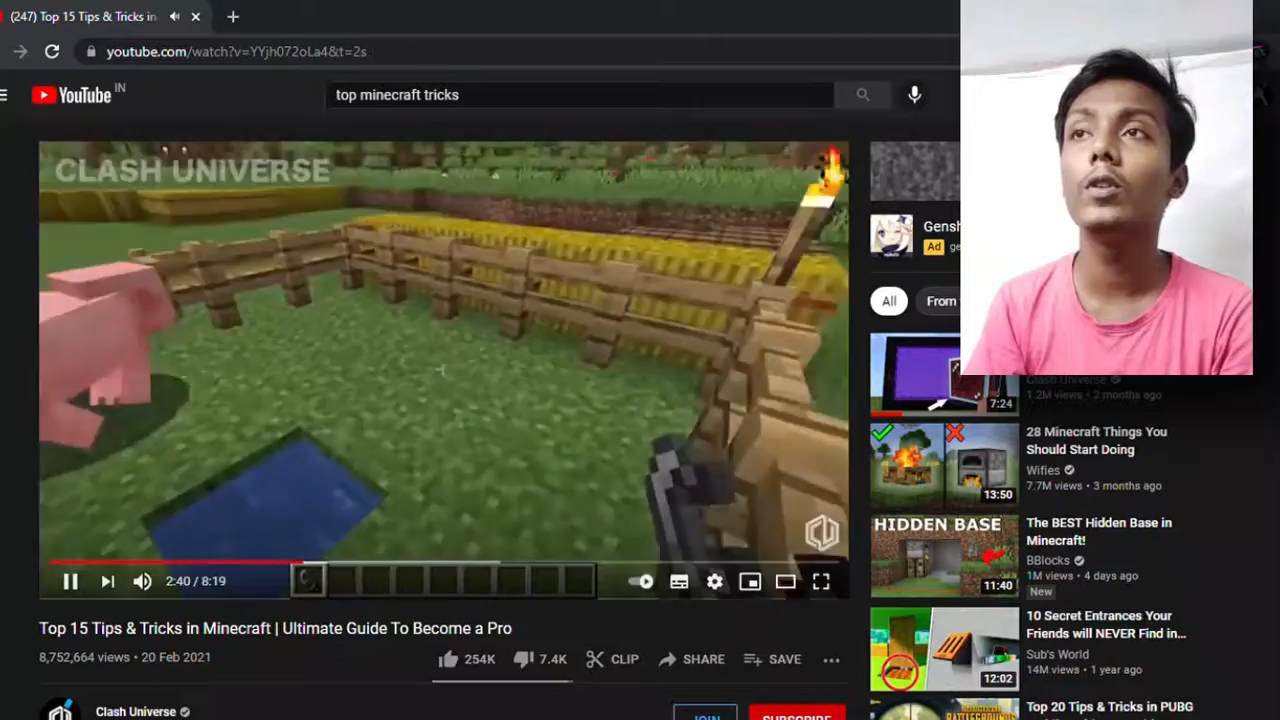 (247) Top 15 Tips & Tricks in
youtube.com/watch?v=YYjh072oLa4&t=2s
YouTube IN
top minecraft tricks
CLASH UNIVERSE
Gensh
Ad
All
From
Clash Universe
1.2M views · 2 months ago
7:24
28 Minecraft Things You
Should Start Doing
Wifies
7.7M views · 3 months ago
13:50
HIDDEN BASE
The BEST Hidden Base in
Minecraft!
BBlocks
1M views · 4 days ago
New
11:40
2:40 / 8:19
Top 15 Tips & Tricks in Minecraft | Ultimate Guide To Become a Pro
8,752,664 views · 20 Feb 2021
254K
7.4K
CLIP
SHARE
SAVE
10 Secret Entrances Your
Friends will NEVER Find in...
Sub's World
14M views · 1 year ago
12:02
Clash Universe
JOIN
SUBSCRIBE
Top 20 Tips & Tricks in PUBG